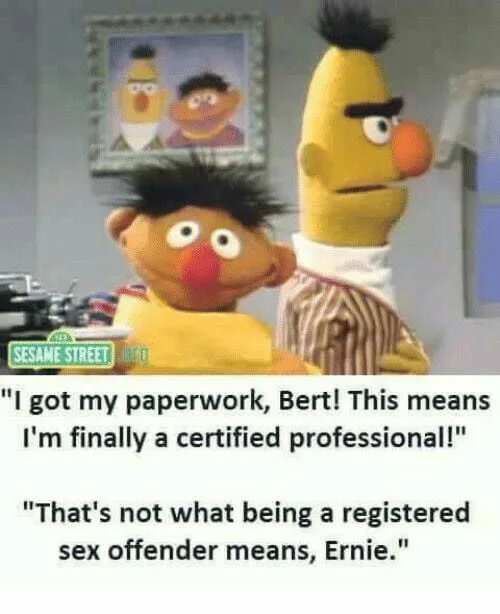 SESAME STREET .org
"I got my paperwork, Bert! This means
I'm finally a certified professional!"
"That's not what being a registered
sex offender means, Ernie."